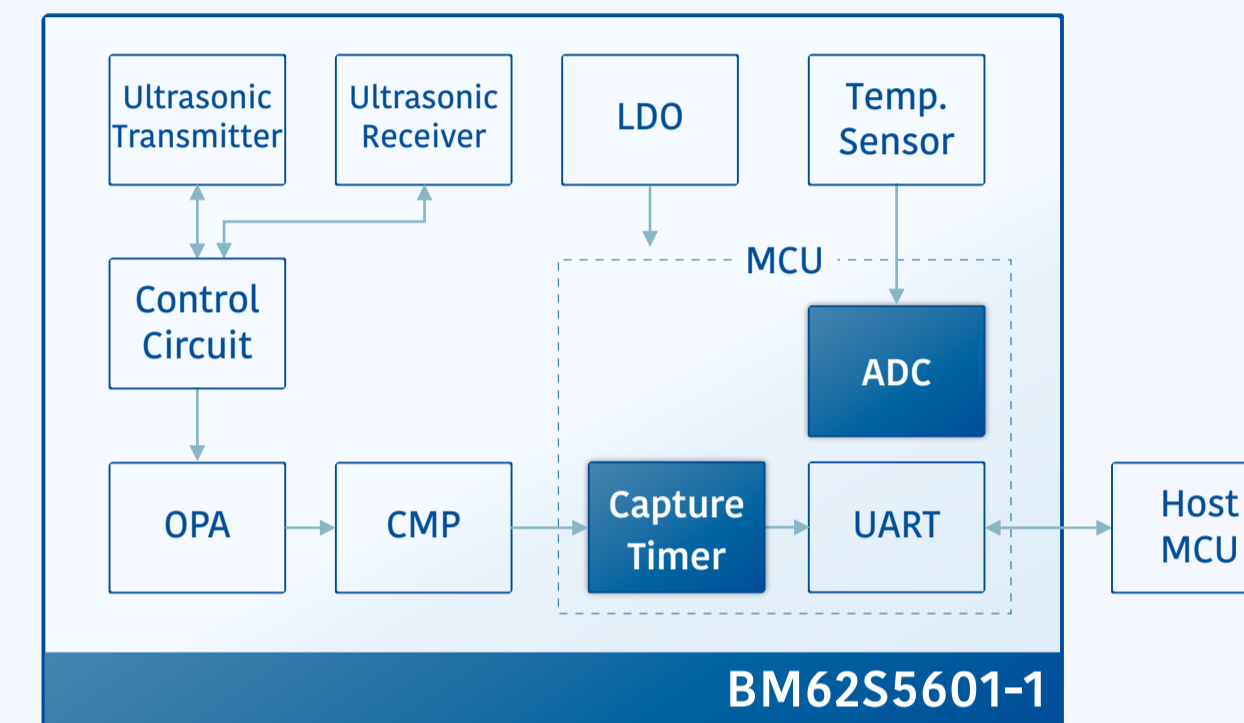 Ultrasonic
Transmitter
Ultrasonic
Receiver
LDO
Temp.
Sensor
MCU
Control
Circuit
ADC
OPA
CMP
Capture
Timer
UART
Host
MCU
BM62S5601-1